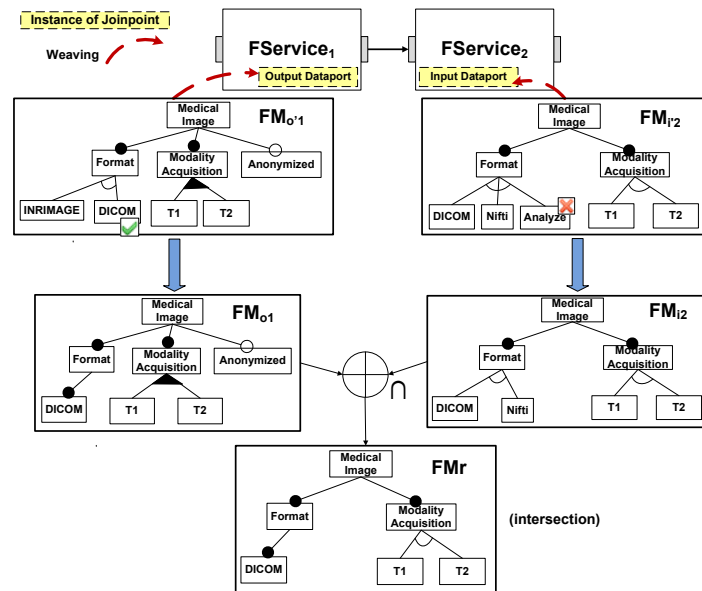 Instance of Joinpoint
Weaving
FService1
FService2
Output Dataport
Input Dataport
Medical
Image
FMo'1
Format
Modality
Acquisition
Anonymized
INRIMAGE
DICOM
T1
T2
Medical
Image
FMi'2
Format
Modality
Acquisition
DICOM
Nifti
Analyze
T1
T2
Medical
Image
FMo1
Format
Modality
Acquisition
Anonymized
DICOM
T1
T2
∩
Medical
Image
FMi2
Format
Modality
Acquisition
DICOM
Nifti
T1
T2
Medical
Image
FMr
Format
Modality
Acquisition
DICOM
T1
T2
(intersection)